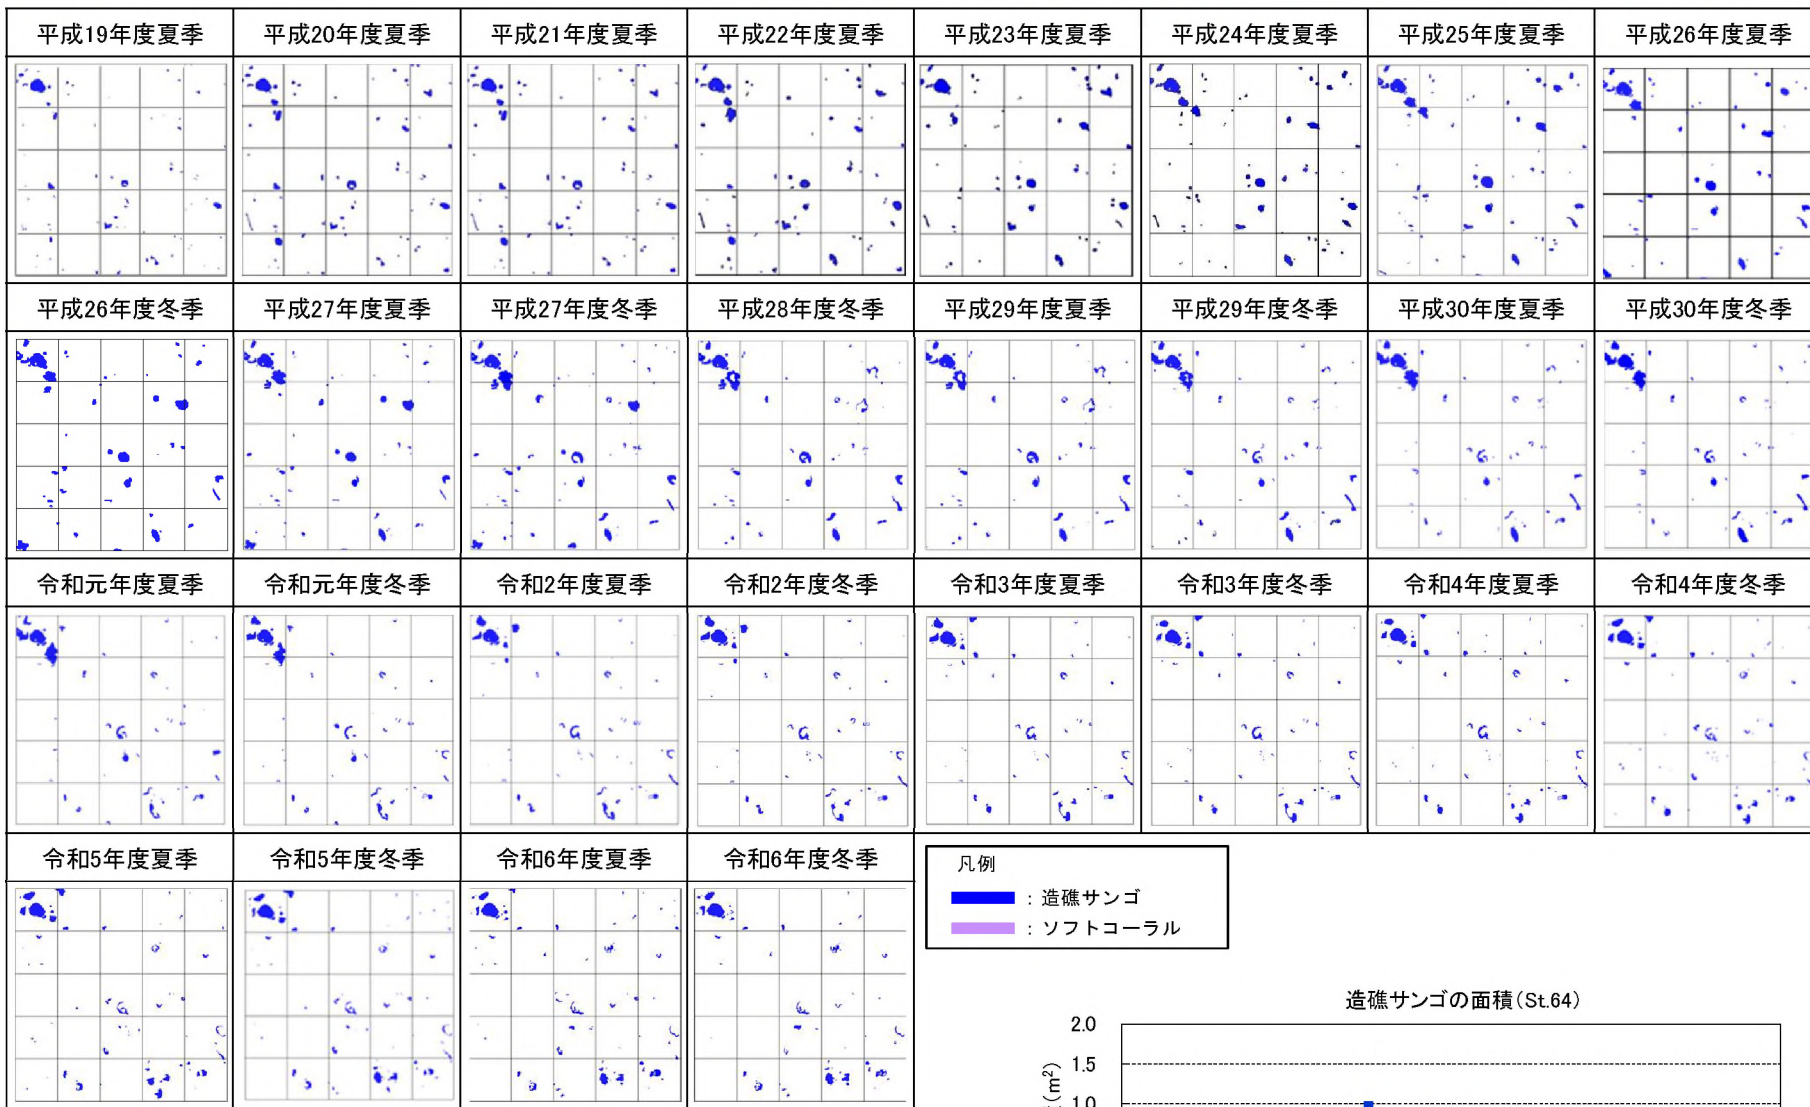 平成19年度夏季 平成20年度夏季 平成21年度夏季 平成22年度夏季 平成23年度夏季 平成24年度夏季 平成25年度夏季 平成26年度夏季
平成26年度冬季 平成27年度夏季 平成27年度冬季 平成28年度冬季 平成29年度夏季 平成29年度冬季 平成30年度夏季 平成30年度冬季
令和元年度夏季 令和元年度冬季 令和2年度夏季 令和2年度冬季 令和3年度夏季 令和3年度冬季 令和4年度夏季 令和4年度冬季
令和5年度夏季 令和5年度冬季 令和6年度夏季 令和6年度冬季
凡例
：造礁サンゴ
：ソフトコーラル
造礁サンゴの面積（St.64）
2.0
1.5
1.0
(m²)